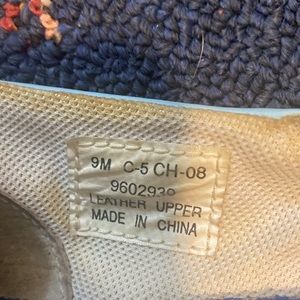 9M C-5 CH-08
9602939
LEATHER UPPER
MADE IN CHINA